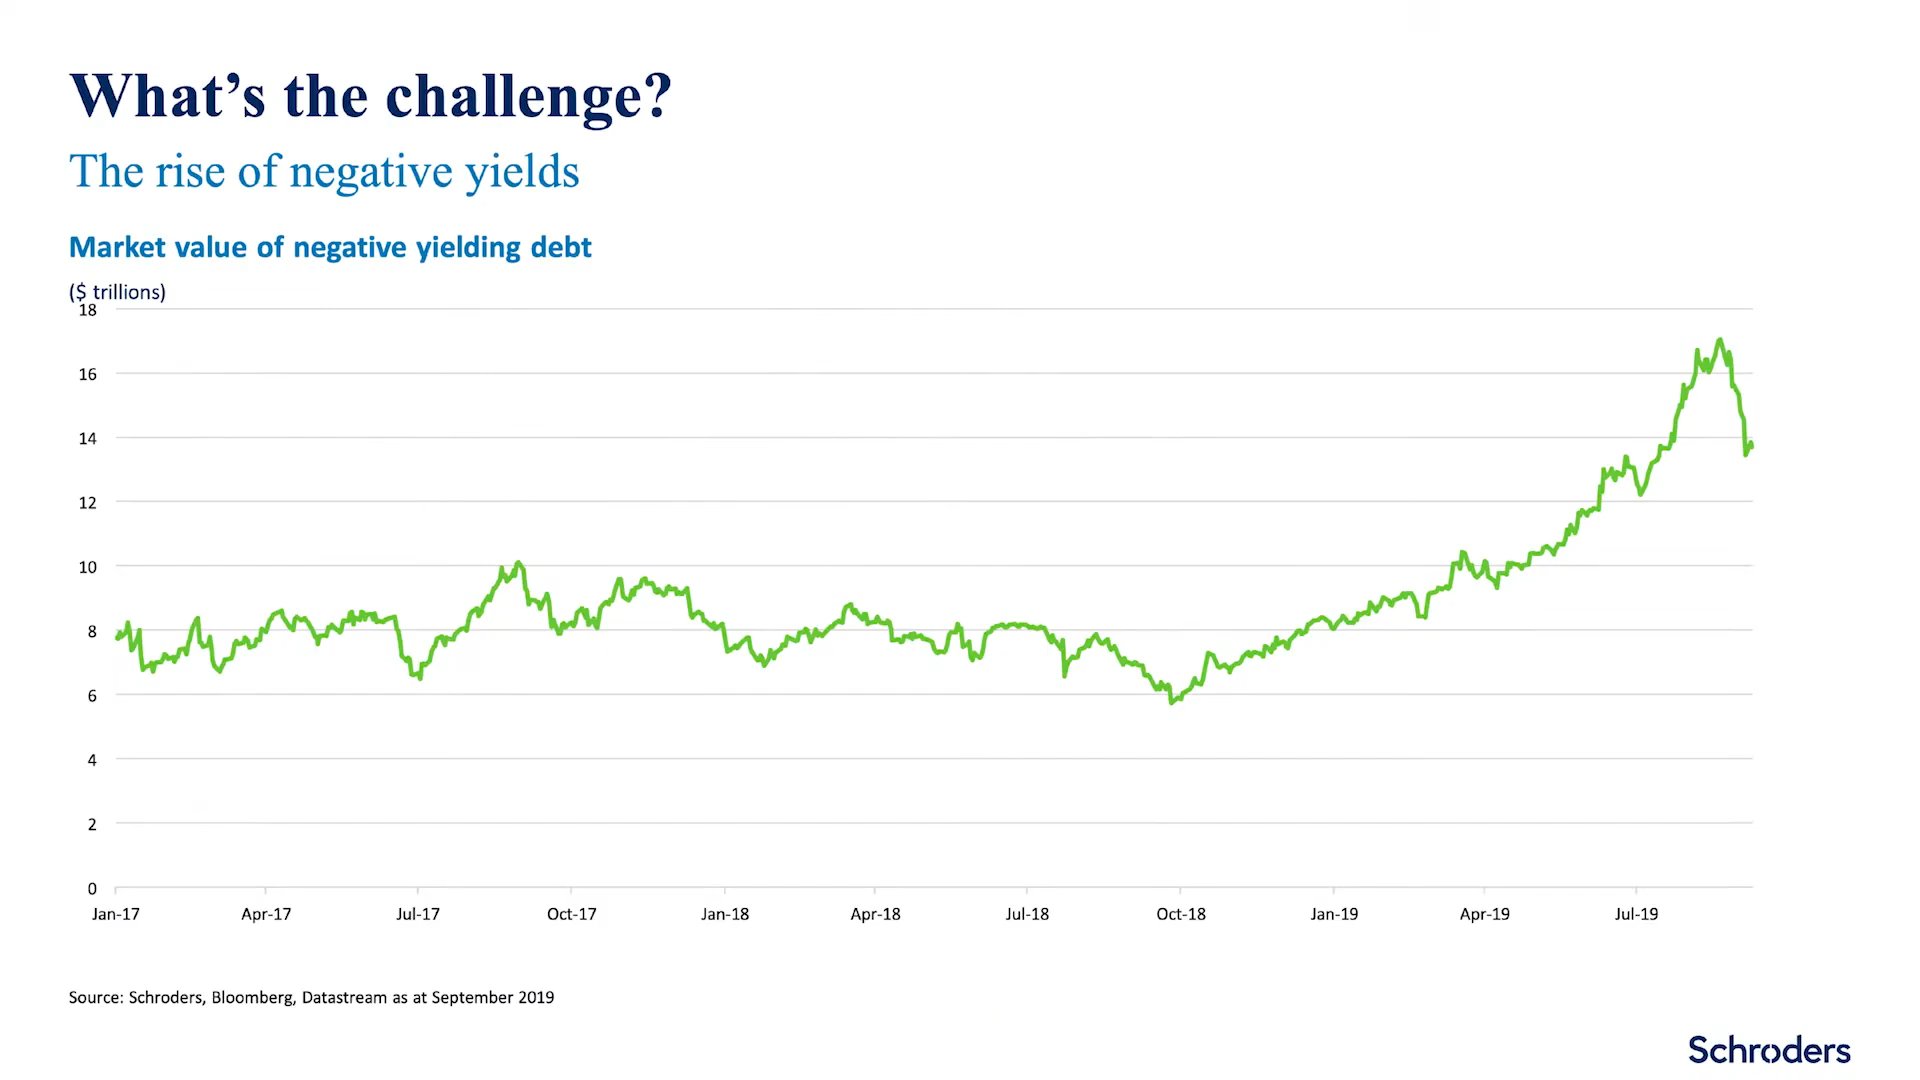 What’s the challenge?
The rise of negative yields
Market value of negative yielding debt
($ trillions)
18
16
14
12
10
8
6
4
2
0
Jan-17 Apr-17 Jul-17 Oct-17 Jan-18 Apr-18 Jul-18 Oct-18 Jan-19 Apr-19 Jul-19
Source: Schroders, Bloomberg, Datastream as at September 2019
Schroders